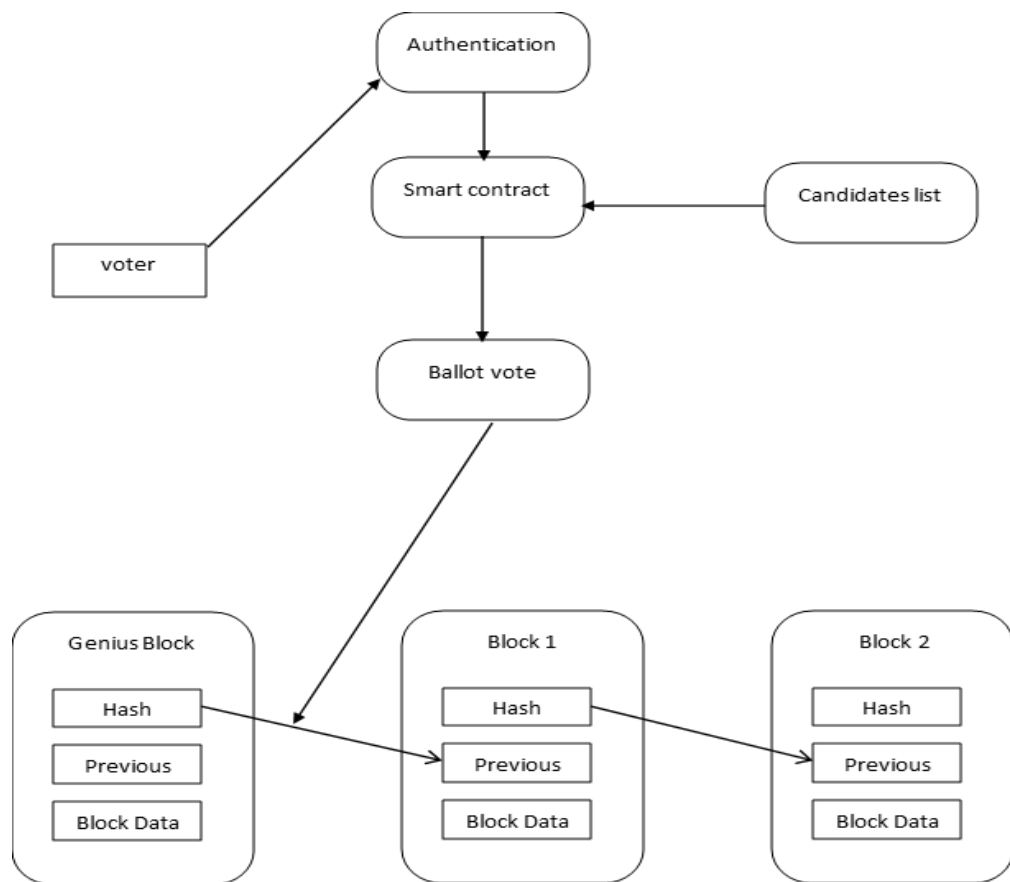 Authentication
Smart contract
Candidates list
voter
Ballot vote
Genius Block
Hash
Previous
Block Data
Block 1
Hash
Previous
Block Data
Block 2
Hash
Previous
Block Data